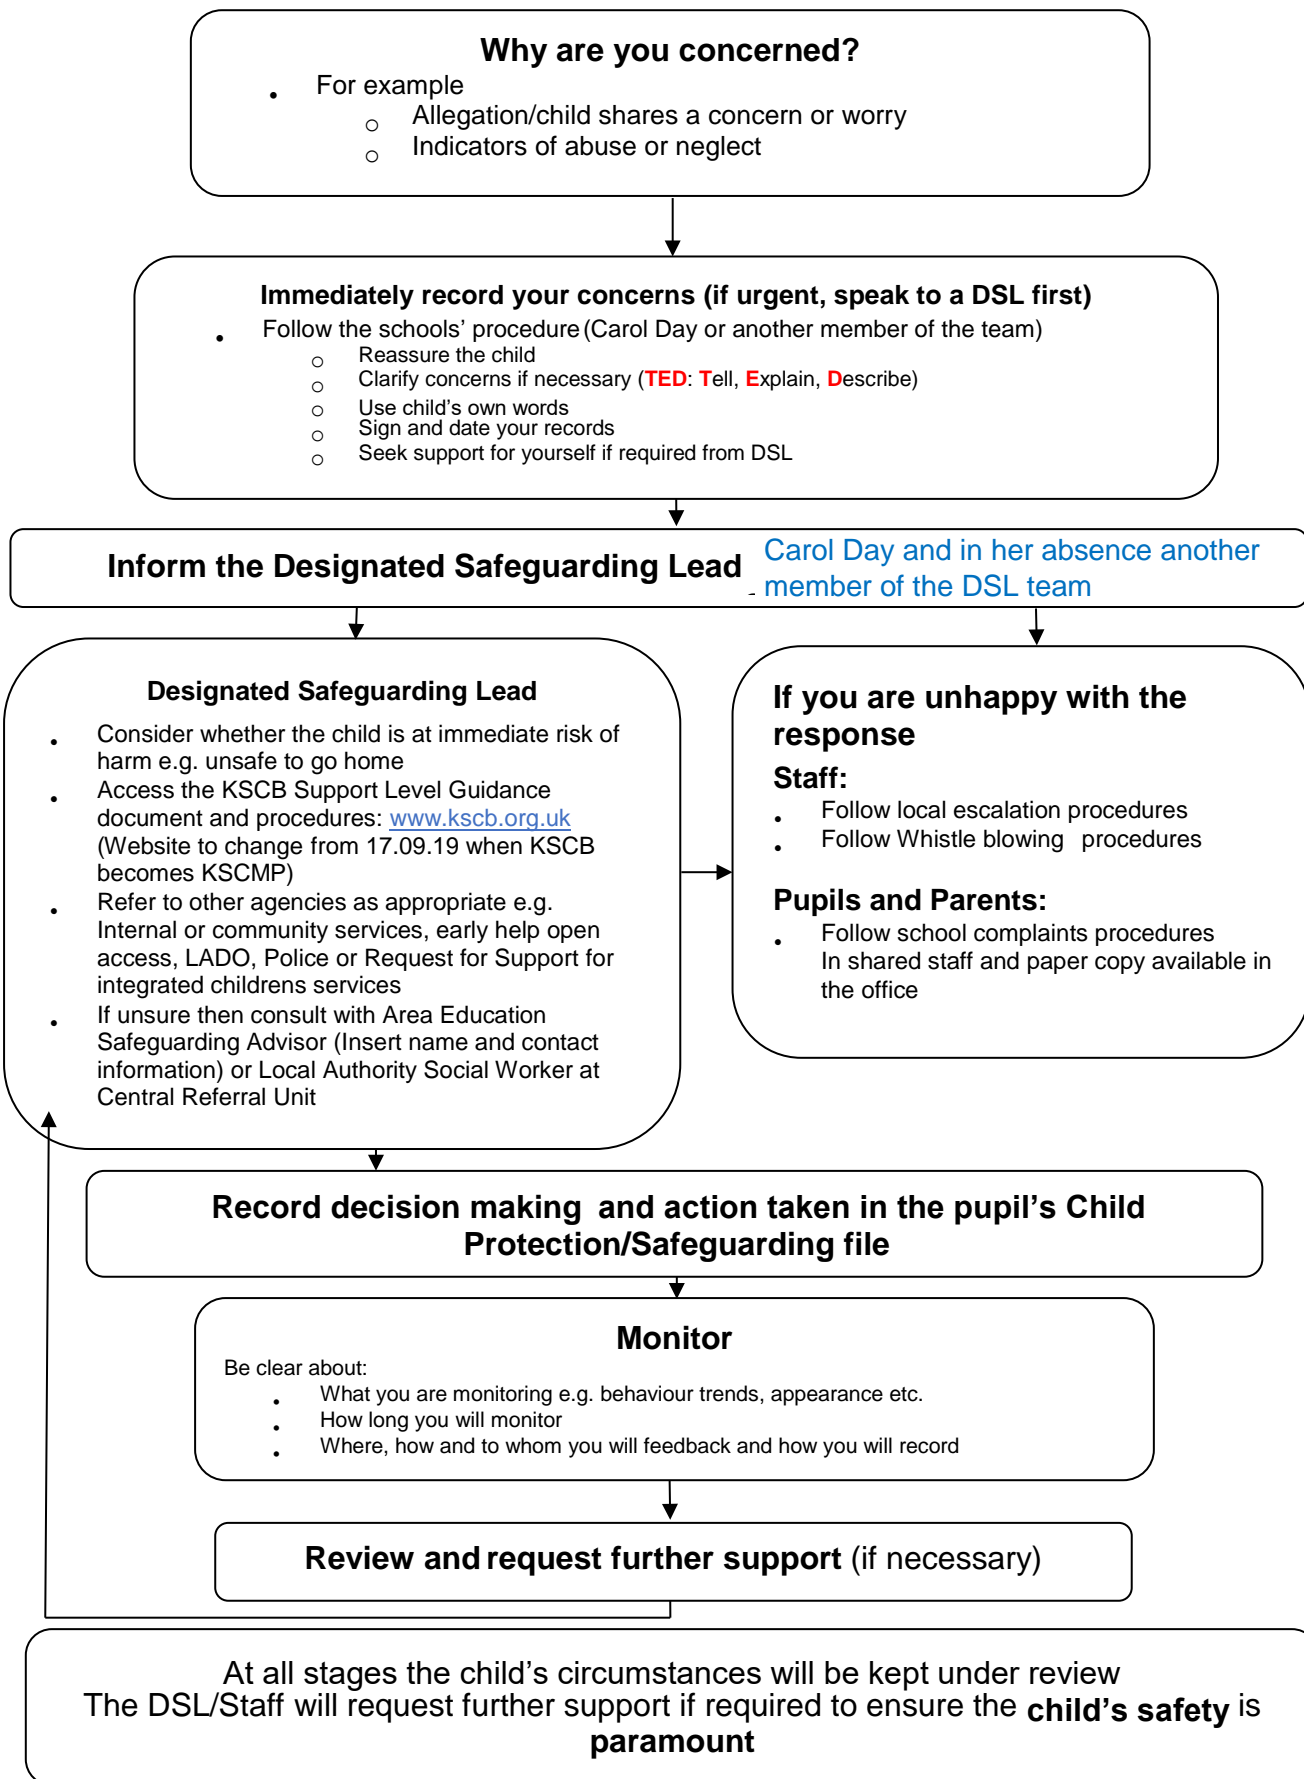 Why are you concerned?
• For example
o Allegation/child shares a concern or worry
o Indicators of abuse or neglect
Immediately record your concerns (if urgent, speak to a DSL first)
• Follow the schools’ procedure (Carol Day or another member of the team)
o Reassure the child
o Clarify concerns if necessary (TED: Tell, Explain, Describe)
o Use child’s own words
o Sign and date your records
o Seek support for yourself if required from DSL
Inform the Designated Safeguarding Lead
Carol Day and in her absence another
member of the DSL team
Designated Safeguarding Lead
• Consider whether the child is at immediate risk of
harm e.g. unsafe to go home
• Access the KSCB Support Level Guidance
document and procedures: www.kscb.org.uk
(Website to change from 17.09.19 when KSCB
becomes KSCMP)
• Refer to other agencies as appropriate e.g.
Internal or community services, early help open
access, LADO, Police or Request for Support for
integrated childrens services
• If unsure then consult with Area Education
Safeguarding Advisor (Insert name and contact
information) or Local Authority Social Worker at
Central Referral Unit
If you are unhappy with the
response
Staff:
• Follow local escalation procedures
• Follow Whistle blowing procedures
Pupils and Parents:
• Follow school complaints procedures
In shared staff and paper copy available in
the office
Record decision making and action taken in the pupil’s Child
Protection/Safeguarding file
Monitor
Be clear about:
• What you are monitoring e.g. behaviour trends, appearance etc.
• How long you will monitor
• Where, how and to whom you will feedback and how you will record
Review and request further support (if necessary)
At all stages the child’s circumstances will be kept under review
The DSL/Staff will request further support if required to ensure the child’s safety is
paramount